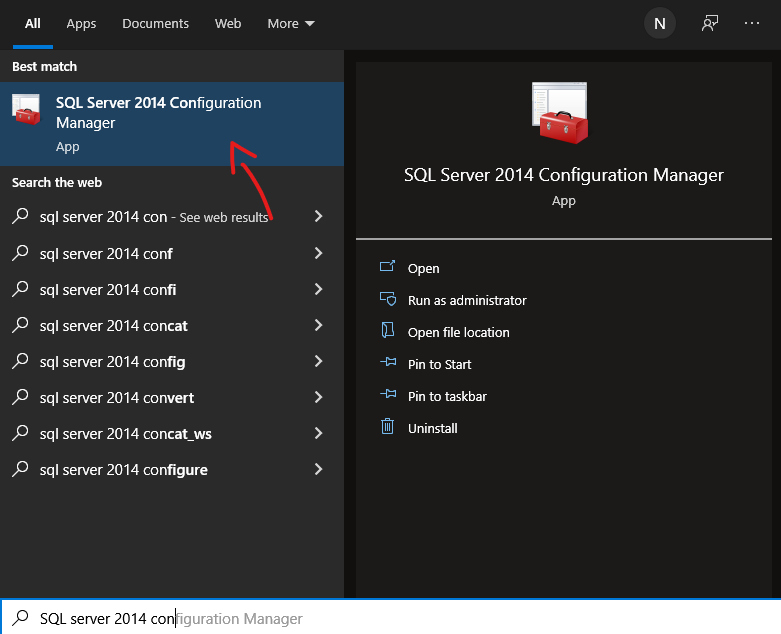 All Apps Documents Web More N ...
Best match
SQL Server 2014 Configuration
Manager
App
Search the web
sql server 2014 con - See web results
sql server 2014 conf
sql server 2014 confi
sql server 2014 concat
sql server 2014 config
sql server 2014 convert
sql server 2014 concat_ws
sql server 2014 configure
SQL Server 2014 Configuration Manager
App
Open
Run as administrator
Open file location
Pin to Start
Pin to taskbar
Uninstall
SQL server 2014 configuration Manager